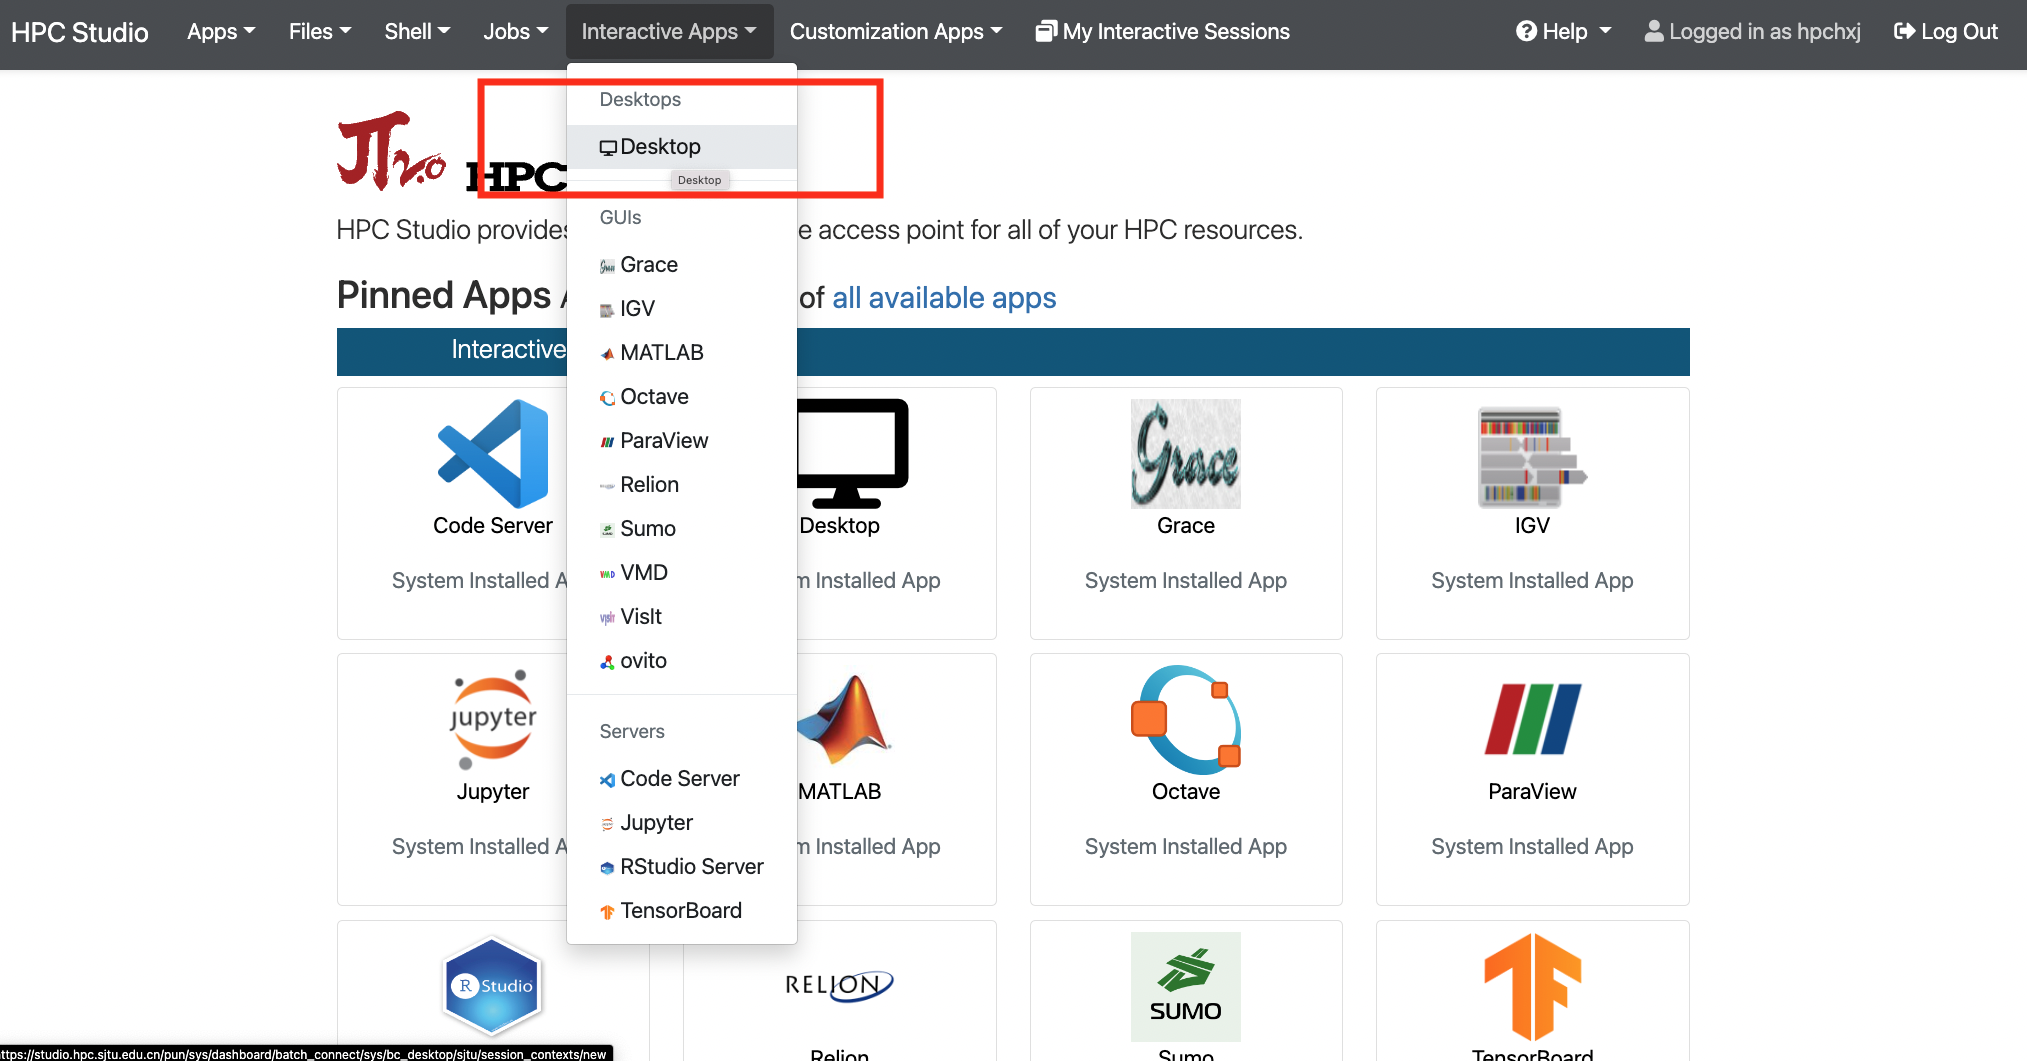 HPC Studio Apps Files Shell Jobs Interactive Apps Customization Apps My Interactive Sessions Help Logged in as hpchxj Log Out
Desktops
Desktop
Desktop
HPC
HPC Studio provides
e access point for all of your HPC resources.
Pinned Apps
of all available apps
Interactive
GUIs
Grace
IGV
MATLAB
Octave
ParaView
Relion
Sumo
VMD
VisIt
ovito
Servers
Code Server
Jupyter
RStudio Server
TensorBoard
Code Server
System Installed A
Desktop
m Installed App
Grace
Grace
System Installed App
IGV
System Installed App
jupyter
Jupyter
System Installed A
MATLAB
m Installed App
Octave
System Installed App
ParaView
System Installed App
R Studio
RELION
Relion
SUMO
Sumo
TensorBoard
ttps://studio.hpc.sjtu.edu.cn/pun/sys/dashboard/batch_connect/sys/bc_desktop/sjtu/session_contexts/new